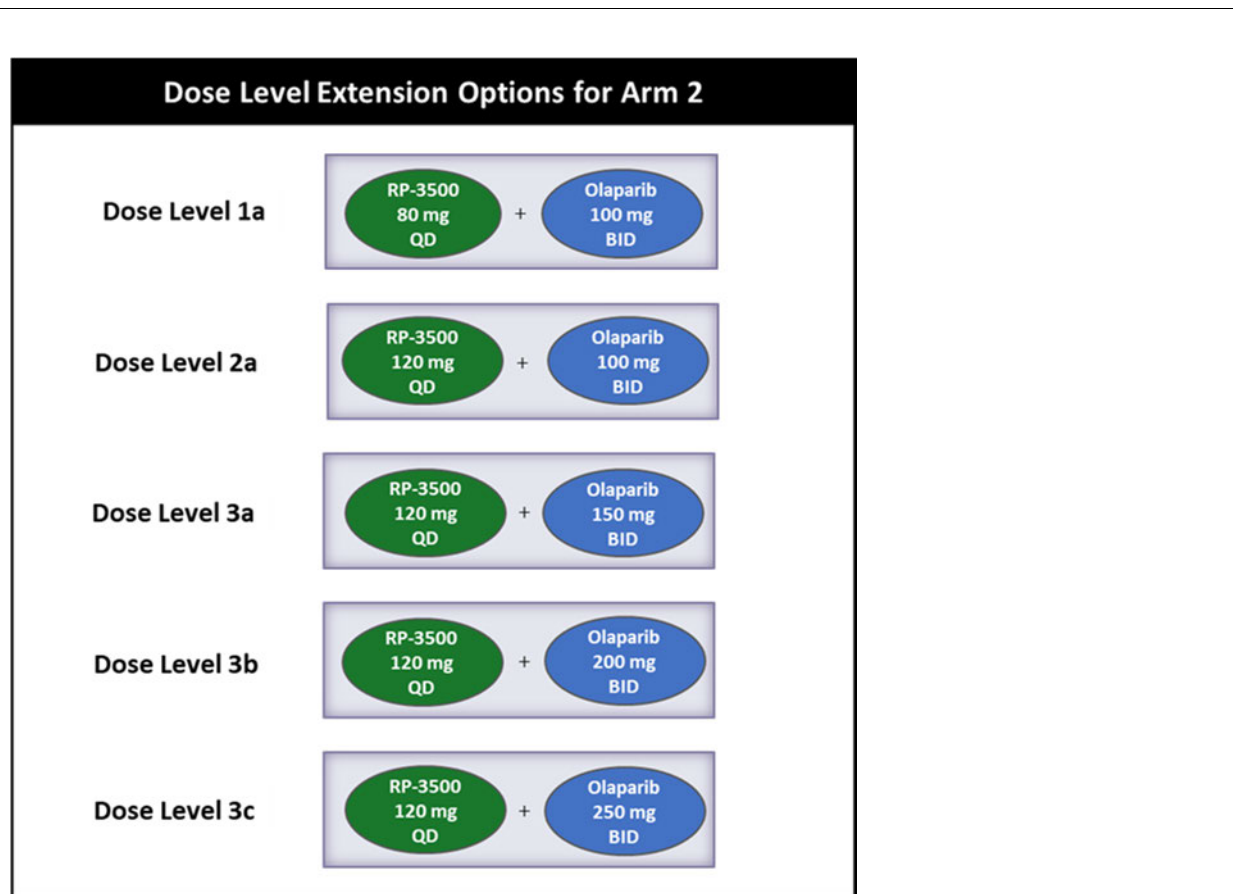 Dose Level Extension Options for Arm 2
Dose Level 1a
RP-3500
80 mg
QD
+
Olaparib
100 mg
BID
Dose Level 2a
RP-3500
120 mg
QD
+
Olaparib
100 mg
BID
Dose Level 3a
RP-3500
120 mg
QD
+
Olaparib
150 mg
BID
Dose Level 3b
RP-3500
120 mg
QD
+
Olaparib
200 mg
BID
Dose Level 3c
RP-3500
120 mg
QD
+
Olaparib
250 mg
BID